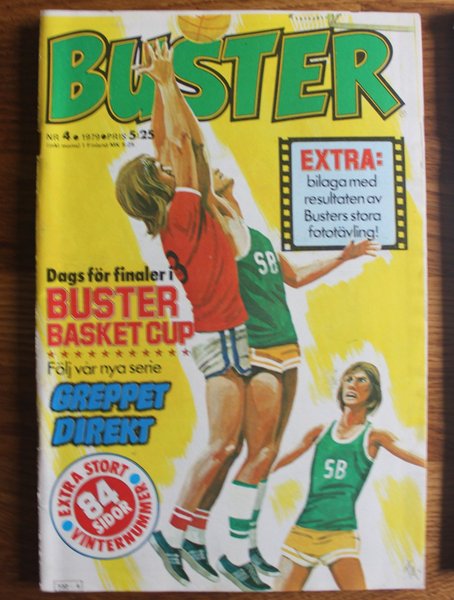 BUSTER
NR 4 • 1979 • PRIS 5:25
EXTRA:
bilaga med
resultaten av
Busters stora
fototävling!
SB
3
Dags för finaler i
BUSTER
BASKET CUP
Följ vår nya serie
GREPPET
DIREKT
SB
EXTRA STORT
84
SIDOR
VINTERNUMMER